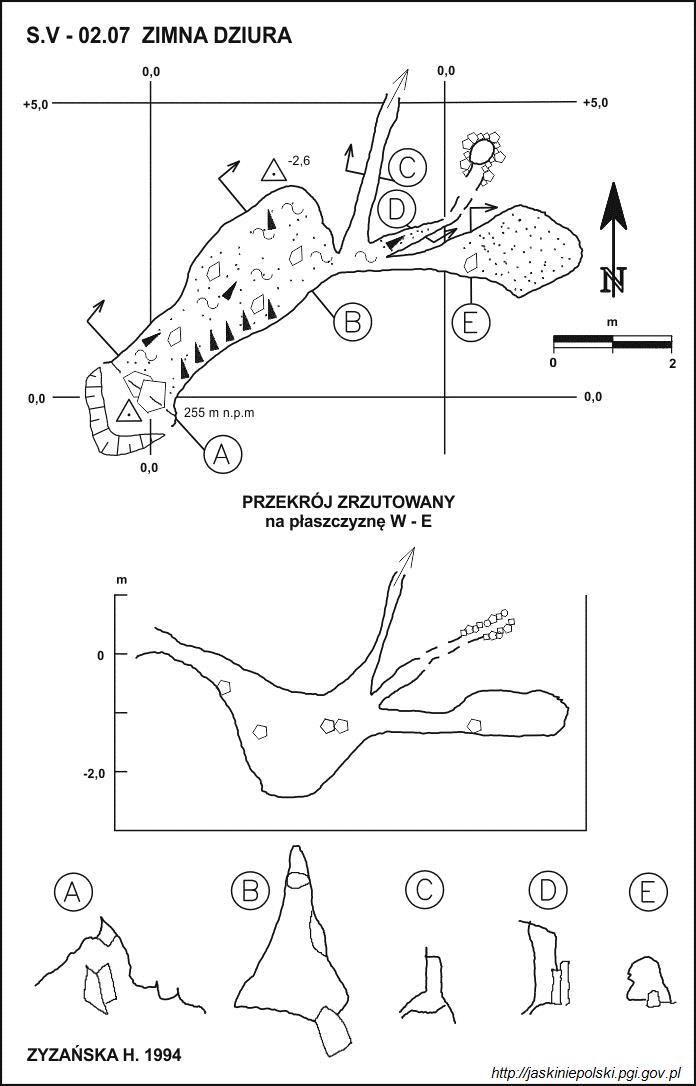 S.V - 02.07 ZIMNA DZIURA
0,0 0,0
+5,0 +5,0
-2,6
C
D
N
B E
m
0 2
0,0 0,0
255 m n.p.m
A
0,0
PRZEKRÓJ ZRZUTOWANY
na płaszczyznę W - E
m
0
-2,0
A B C D E
ZYZAŃSKA H. 1994
http://jaskiniepolski.pgi.gov.pl